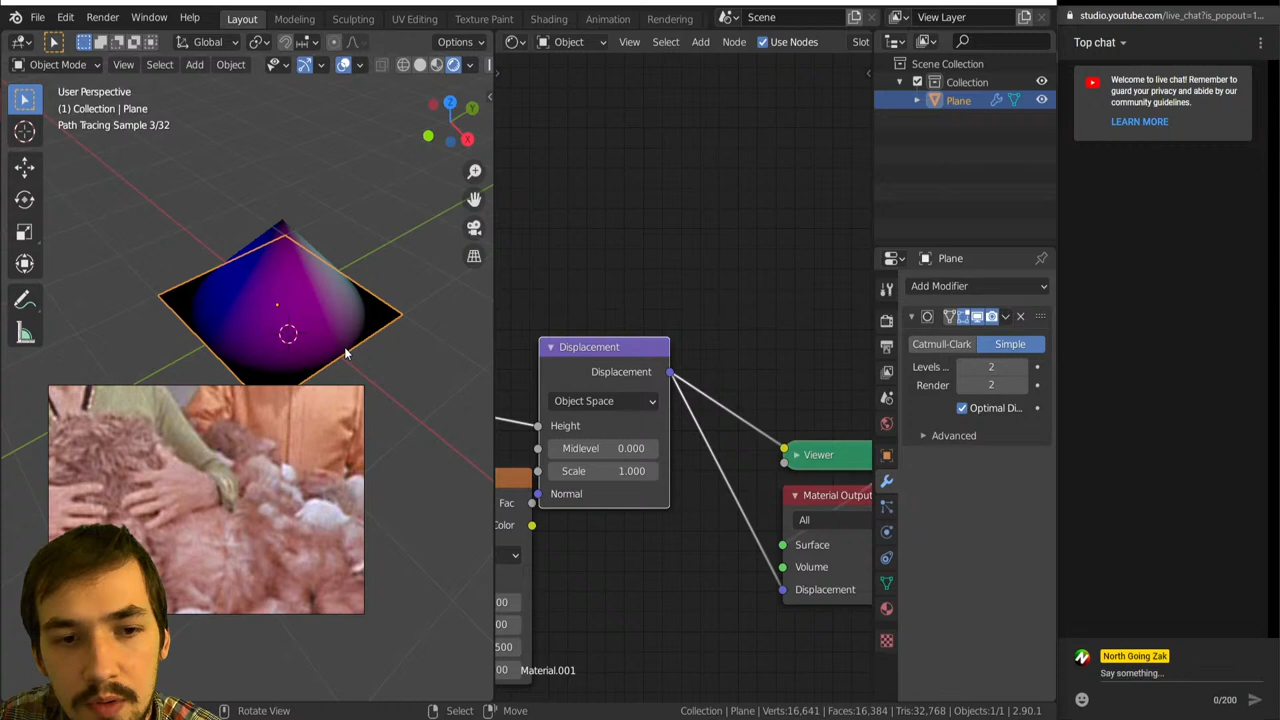 File Edit Render Window Help Layout Modeling Sculpting UV Editing Texture Paint Shading Animation Rendering Scene View Layer
Global Options Object View Select Add Node Use Nodes Slot
Object Mode View Select Add Object
User Perspective
(1) Collection | Plane
Path Tracing Sample 3/32
Z
Y
X
Displacement
Displacement
Object Space
Height
Midlevel 0.000
Scale 1.000
Normal
Fac
Color
00
00
500
00
Material.001
Viewer
Material Output
All
Surface
Volume
Displacement
Scene Collection
Collection
Plane
Plane
Add Modifier
Catmull-Clark Simple
Levels ... 2
Render 2
Optimal Di...
Advanced
Rotate View Select Move Collection | Plane Verts:16,641 | Faces:16,384 | Tris:32,768 | Objects:1/1 | 2.90.1
studio.youtube.com/live_chat?is_popout=1...
Top chat
Welcome to live chat! Remember to
guard your privacy and abide by our
community guidelines.
LEARN MORE
North Going Zak
Say something...
0/200